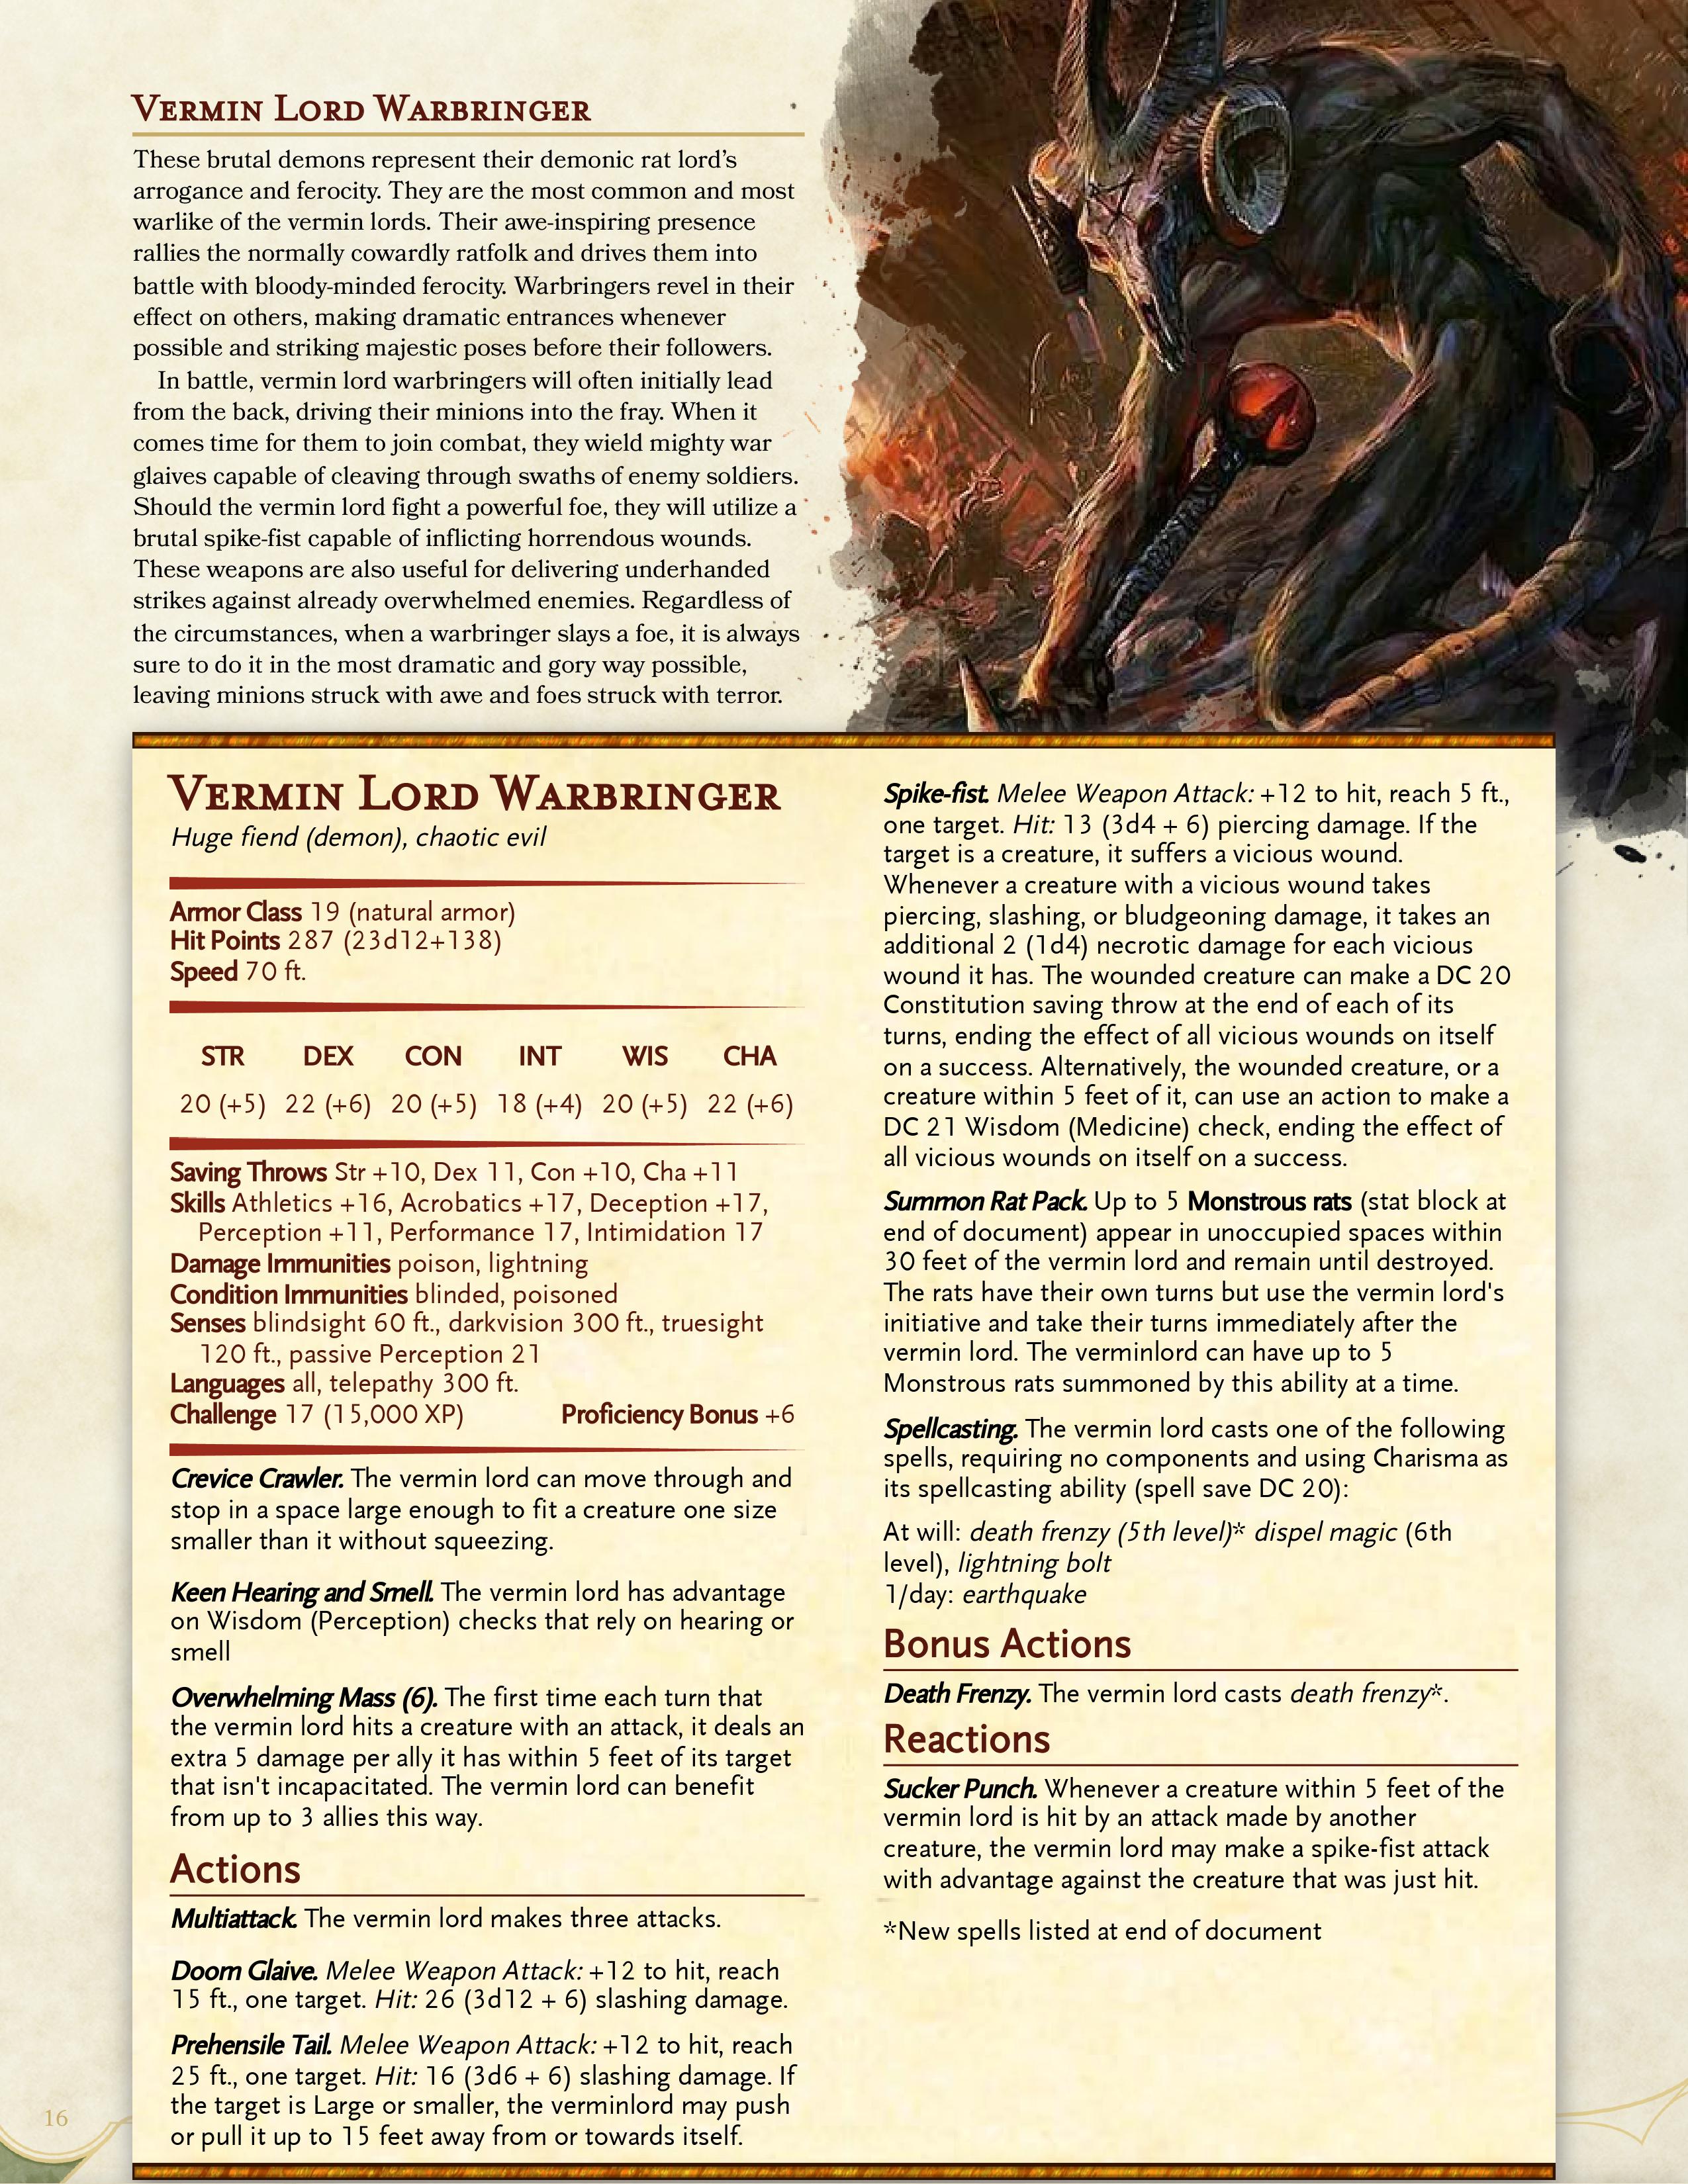 Vermin Lord Warbringer
These brutal demons represent their demonic rat lord's
arrogance and ferocity. They are the most common and most
warlike of the vermin lords. Their awe-inspiring presence
rallies the normally cowardly ratfolk and drives them into
battle with bloody-minded ferocity. Warbringers revel in their
effect on others, making dramatic entrances whenever
possible and striking majestic poses before their followers.
In battle, vermin lord warbringers will often initially lead
from the back, driving their minions into the fray. When it
comes time for them to join combat, they wield mighty war
glaives capable of cleaving through swaths of enemy soldiers.
Should the vermin lord fight a powerful foe, they will utilize a
brutal spike-fist capable of inflicting horrendous wounds.
These weapons are also useful for delivering underhanded
strikes against already overwhelmed enemies. Regardless of
the circumstances, when a warbringer slays a foe, it is always
sure to do it in the most dramatic and gory way possible,
leaving minions struck with awe and foes struck with terror.
Vermin Lord Warbringer
Huge fiend (demon), chaotic evil
Armor Class 19 (natural armor)
Hit Points 287 (23d12+138)
Speed 70 ft.
STR DEX CON INT WIS CHA
20 (+5) 22 (+6) 20 (+5) 18 (+4) 20 (+5) 22 (+6)
Saving Throws Str +10, Dex 11, Con +10, Cha +11
Skills Athletics +16, Acrobatics +17, Deception +17,
Perception +11, Performance 17, Intimidation 17
Damage Immunities poison, lightning
Condition Immunities blinded, poisoned
Senses blindsight 60 ft., darkvision 300 ft., truesight
120 ft., passive Perception 21
Languages all, telepathy 300 ft.
Challenge 17 (15,000 XP) Proficiency Bonus +6
Crevice Crawler. The vermin lord can move through and
stop in a space large enough to fit a creature one size
smaller than it without squeezing.
Keen Hearing and Smell. The vermin lord has advantage
on Wisdom (Perception) checks that rely on hearing or
smell
Overwhelming Mass (6). The first time each turn that
the vermin lord hits a creature with an attack, it deals an
extra 5 damage per ally it has within 5 feet of its target
that isn't incapacitated. The vermin lord can benefit
from up to 3 allies this way.
Actions
Multiattack. The vermin lord makes three attacks.
Doom Glaive. Melee Weapon Attack: +12 to hit, reach
15 ft., one target. Hit: 26 (3d12 + 6) slashing damage.
Prehensile Tail. Melee Weapon Attack: +12 to hit, reach
25 ft., one target. Hit: 16 (3d6 + 6) slashing damage. If
the target is Large or smaller, the verminlord may push
or pull it up to 15 feet away from or towards itself.
Spike-fist. Melee Weapon Attack: +12 to hit, reach 5 ft.,
one target. Hit: 13 (3d4 + 6) piercing damage. If the
target is a creature, it suffers a vicious wound.
Whenever a creature with a vicious wound takes
piercing, slashing, or bludgeoning damage, it takes an
additional 2 (1d4) necrotic damage for each vicious
wound it has. The wounded creature can make a DC 20
Constitution saving throw at the end of each of its
turns, ending the effect of all vicious wounds on itself
on a success. Alternatively, the wounded creature, or a
creature within 5 feet of it, can use an action to make a
DC 21 Wisdom (Medicine) check, ending the effect of
all vicious wounds on itself on a success.
Summon Rat Pack. Up to 5 Monstrous rats (stat block at
end of document) appear in unoccupied spaces within
30 feet of the vermin lord and remain until destroyed.
The rats have their own turns but use the vermin lord's
initiative and take their turns immediately after the
vermin lord. The verminlord can have up to 5
Monstrous rats summoned by this ability at a time.
Spellcasting. The vermin lord casts one of the following
spells, requiring no components and using Charisma as
its spellcasting ability (spell save DC 20):
At will: death frenzy (5th level)* dispel magic (6th
level), lightning bolt
1/day: earthquake
Bonus Actions
Death Frenzy. The vermin lord casts death frenzy*.
Reactions
Sucker Punch. Whenever a creature within 5 feet of the
vermin lord is hit by an attack made by another
creature, the vermin lord may make a spike-fist attack
with advantage against the creature that was just hit.
*New spells listed at end of document
16